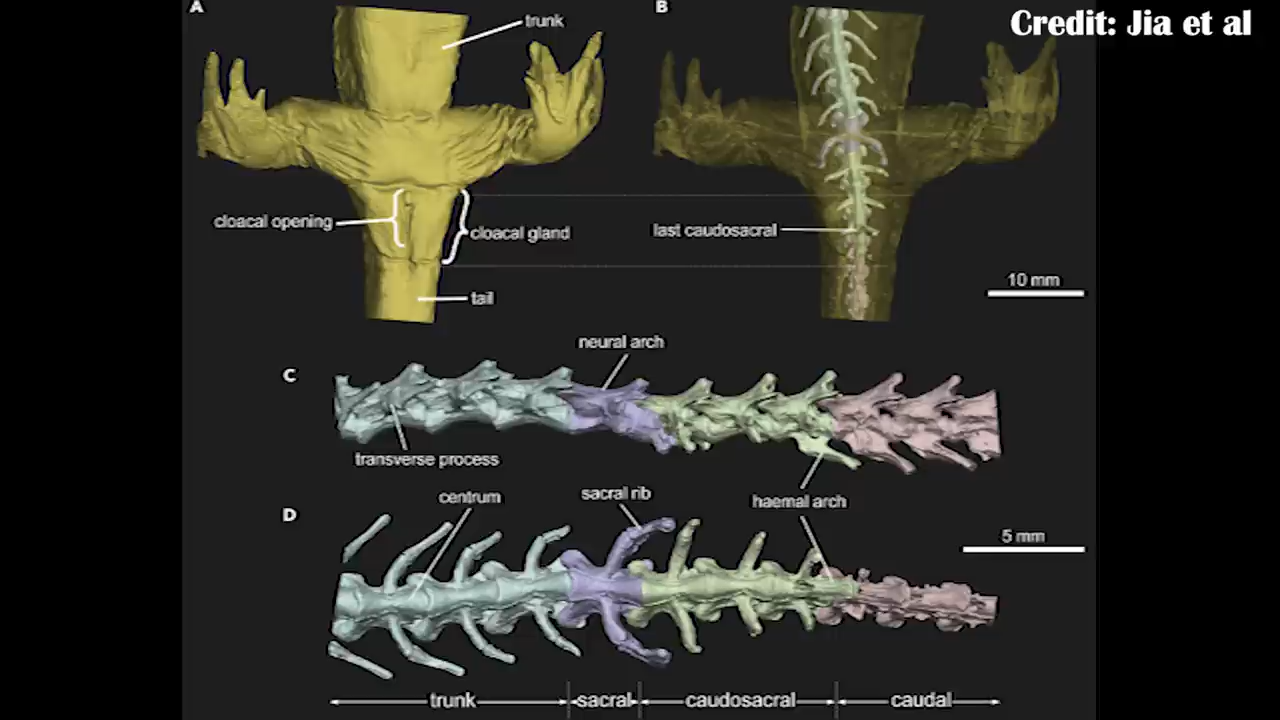 A
B
Credit: Jia et al
trunk
cloacal opening
cloacal gland
last caudosacral
10 mm
tail
neural arch
C
transverse process
centrum
sacral rib
haemal arch
D
5 mm
trunk
sacral
caudosacral
caudal